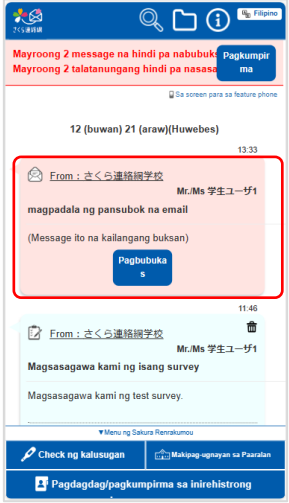 さくら連絡網
Filipino
Mayroong 2 message na hindi pa nabubuks
Mayroong 2 talatanungang hindi pa nasasa
Pagkumpir
ma
Sa screen para sa feature phone
12 (buwan) 21 (araw)(Huwebes)
13:33
From : さくら連絡網学校
Mr./Ms 学生ユーザ1
magpadala ng pansubok na email
(Message ito na kailangang buksan)
Pagbubuka
s
11:46
From : さくら連絡網学校
Mr./Ms 学生ユーザ1
Magsasagawa kami ng isang survey
Magsasagawa kami ng test survey.
▼Menu ng Sakura Renrakumou
Check ng kalusugan
Makipag-ugnayan sa Paaralan
Pagdagdag/pagkumpirma sa inirehistrong